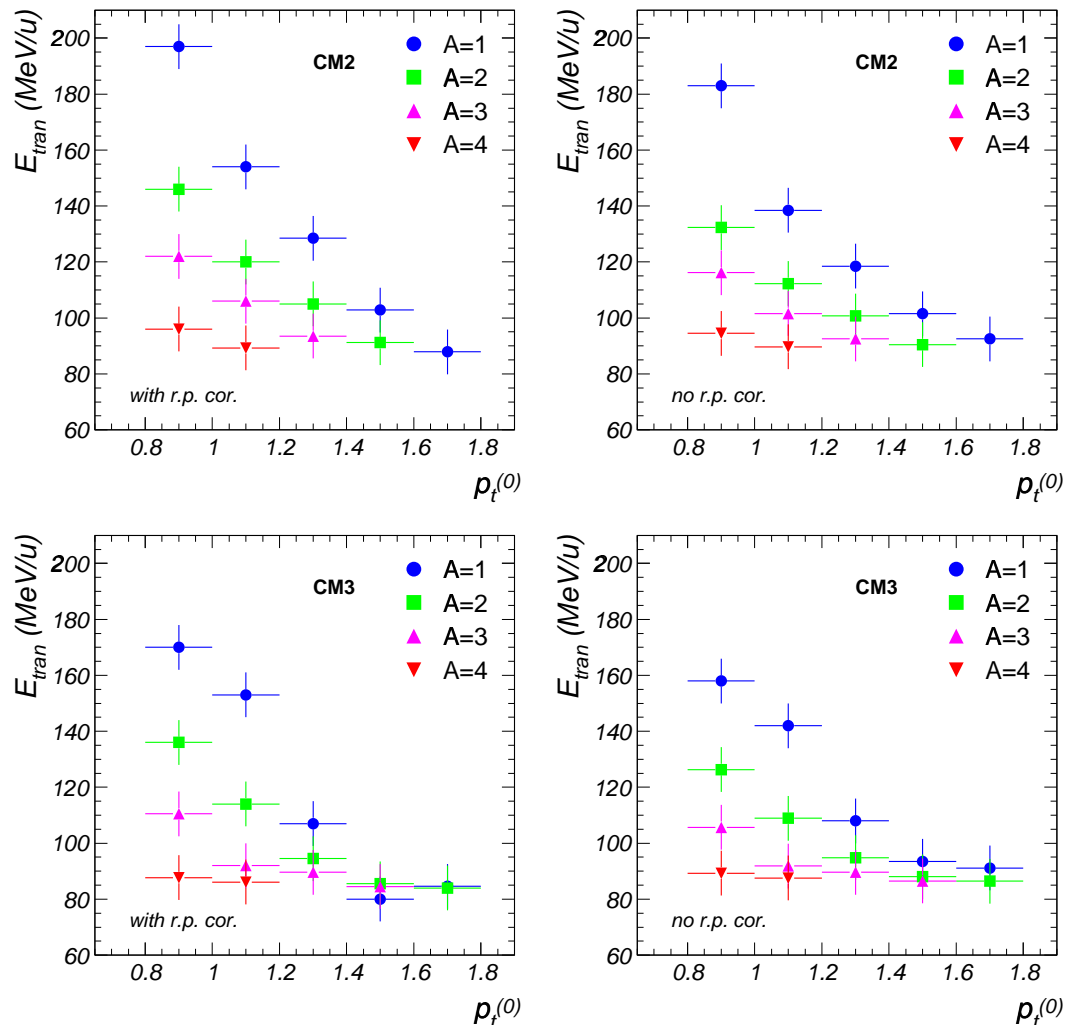 E_tran (MeV/u)
200
180
160
140
120
100
80
60
CM2
A=1
A=2
A=3
A=4
with r.p. cor.
0.8 1 1.2 1.4 1.6 1.8
p_t^(0)
E_tran (MeV/u)
200
180
160
140
120
100
80
60
CM2
A=1
A=2
A=3
A=4
no r.p. cor.
0.8 1 1.2 1.4 1.6 1.8
p_t^(0)
E_tran (MeV/u)
200
180
160
140
120
100
80
60
CM3
A=1
A=2
A=3
A=4
with r.p. cor.
0.8 1 1.2 1.4 1.6 1.8
p_t^(0)
E_tran (MeV/u)
200
180
160
140
120
100
80
60
CM3
A=1
A=2
A=3
A=4
no r.p. cor.
0.8 1 1.2 1.4 1.6 1.8
p_t^(0)